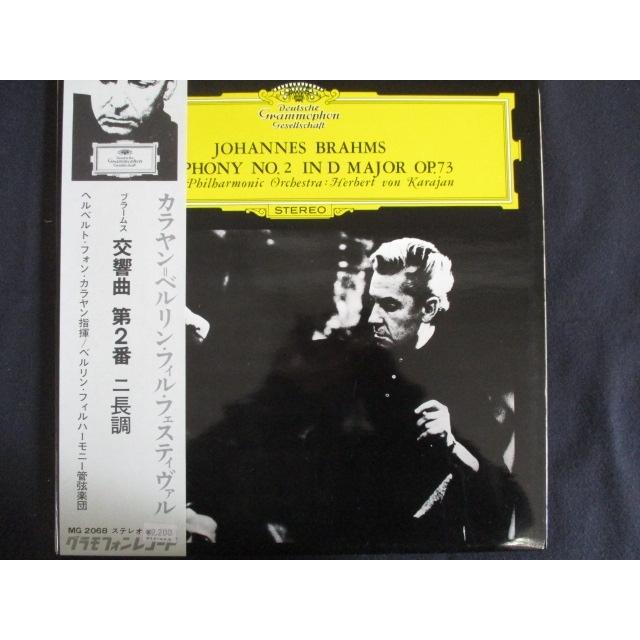 Deutsche
Grammophon
Gesellschaft
JOHANNES BRAHMS
PHONY NO. 2 IN D MAJOR OP. 73
Philharmonic Orchestra: Herbert von Karajan
STEREO
カラヤン=ベルリン・フィル・フェスティヴァル
ブラームス
交響曲 第2番 ニ長調
ヘルベルト・フォン・カラヤン指揮/ベルリン・フィルハーモニー管弦楽団
MG 2068 ステレオ ¥2,200
グラモフォンレコード